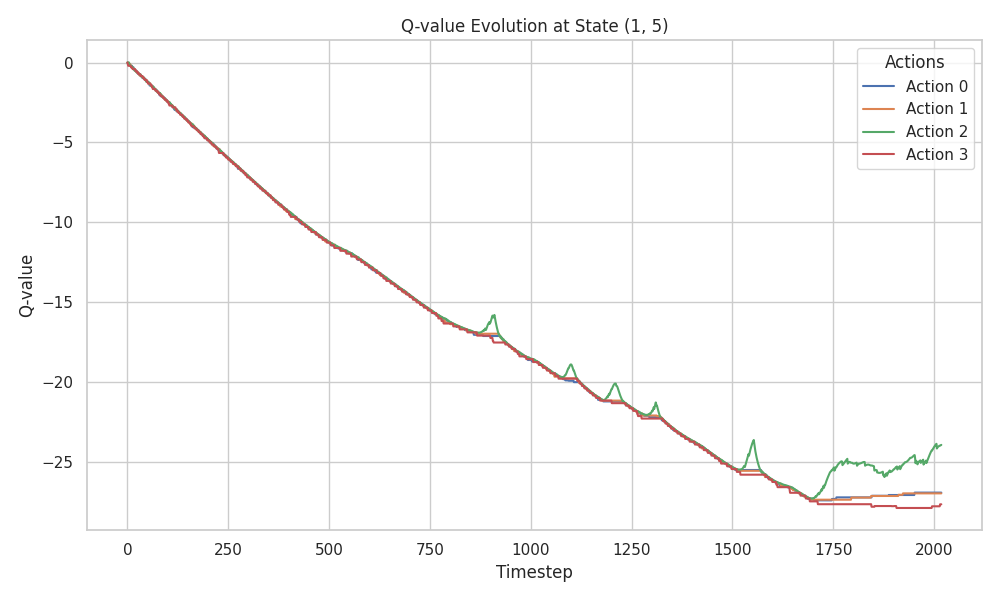 Q-value Evolution at State (1, 5)
Actions
Action 0
Action 1
Action 2
Action 3
Q-value
0
−5
−10
−15
−20
−25
0 250 500 750 1000 1250 1500 1750 2000
Timestep